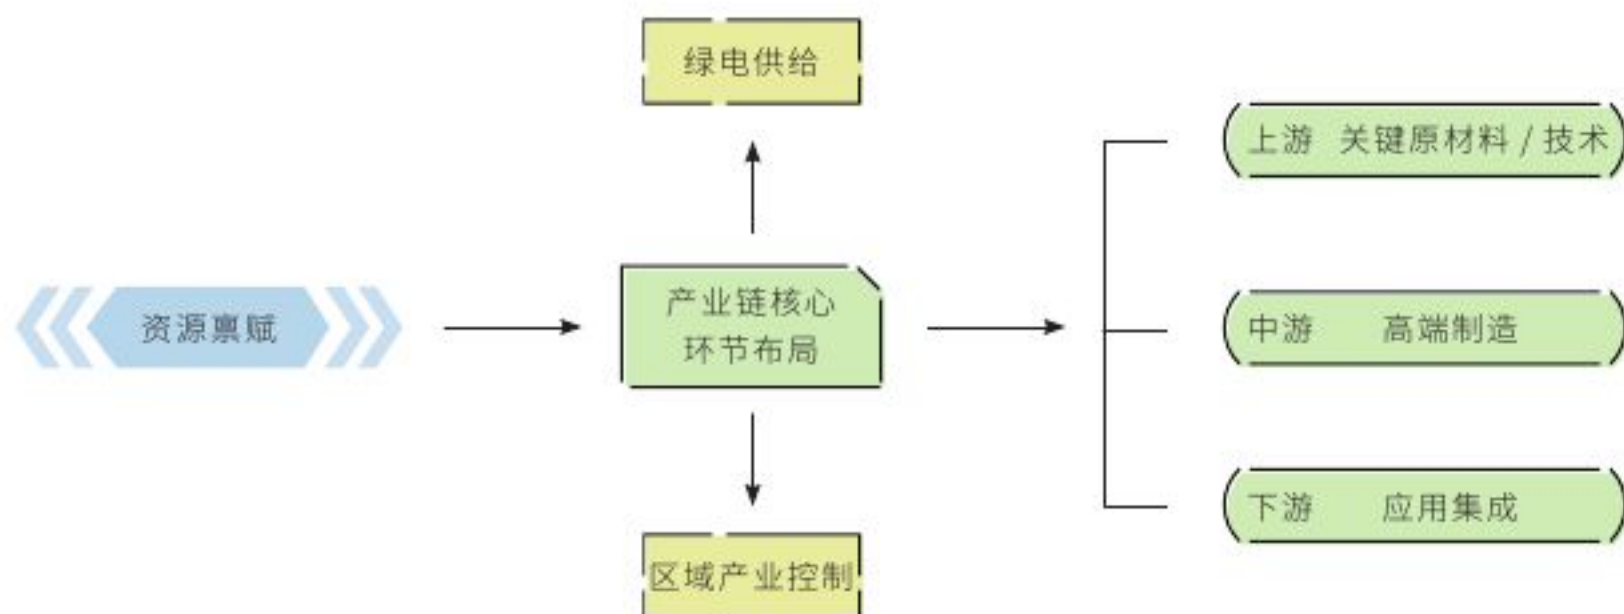 绿电供给
上游 关键原材料 / 技术
资源禀赋
产业链核心
环节布局
中游 高端制造
下游 应用集成
区域产业控制